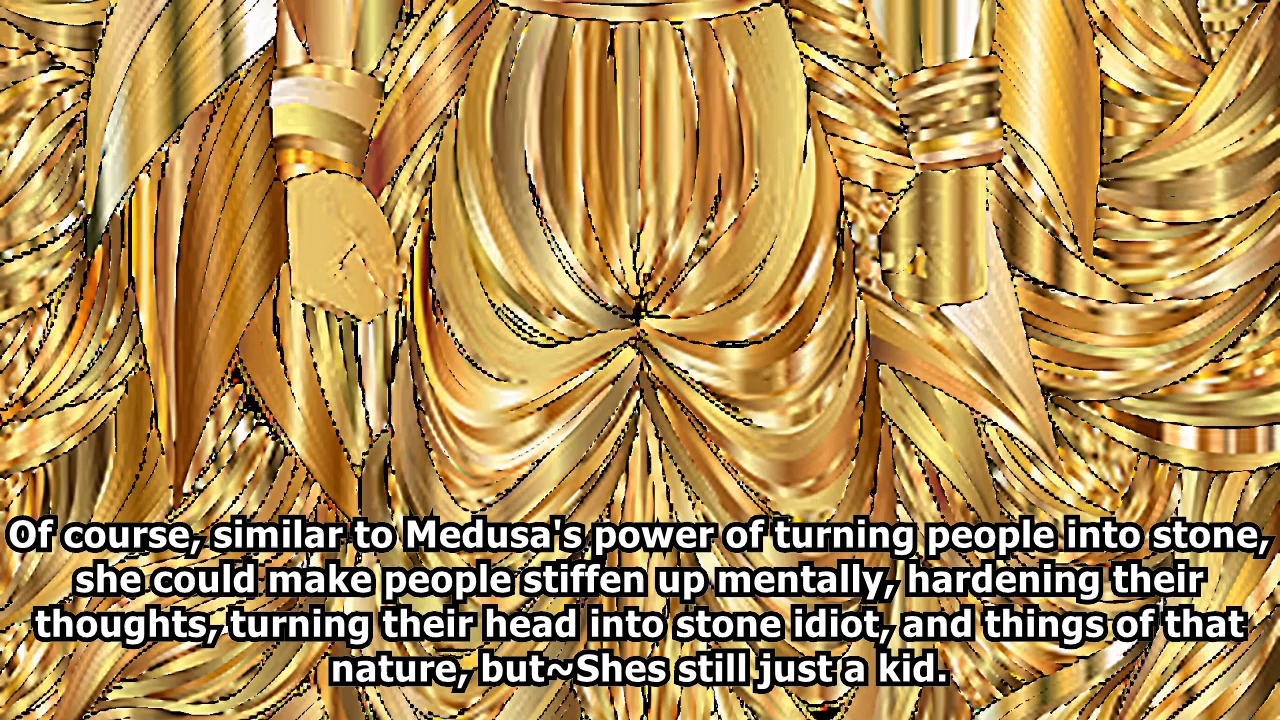 Of course, similar to Medusa's power of turning people into stone,
she could make people stiffen up mentally, hardening their
thoughts, turning their head into stone idiot, and things of that
nature, but~Shes still just a kid.